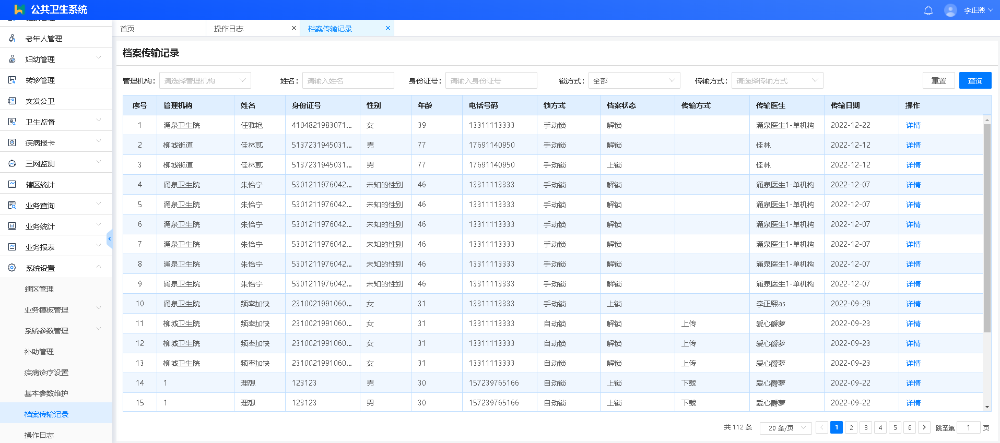 公共卫生系统
李正熙
老年人管理
妇幼管理
转诊管理
突发公卫
卫生监督
疾病报卡
三网监测
辖区统计
业务查询
业务统计
业务报表
系统设置
辖区管理
业务模板管理
系统参数管理
补助管理
疾病诊疗设置
基本参数维护
档案传输记录
操作日志
首页 操作日志 × 档案传输记录 ×
档案传输记录
管理机构: 请选择管理机构 姓名: 请输入姓名 身份证号: 请输入身份证号 锁方式: 全部 传输方式: 请选择传输方式 重置 查询
序号 管理机构 姓名 身份证号 性别 年龄 电话号码 锁方式 档案状态 传输方式 传输医生 传输日期 操作
1 涌泉卫生院 任雅艳 4104821983071... 女 39 13311113333 手动锁 解锁 涌泉医生1-单机构 2022-12-22 详情
2 柳城街道 佳林贰 5137231945031... 男 77 17691140950 手动锁 解锁 佳林 2022-12-12 详情
3 柳城街道 佳林贰 5137231945031... 男 77 17691140950 手动锁 上锁 佳林 2022-12-12 详情
4 涌泉卫生院 朱怡宁 5301211976042... 未知的性别 46 13311113333 手动锁 解锁 涌泉医生1-单机构 2022-12-07 详情
5 涌泉卫生院 朱怡宁 5301211976042... 未知的性别 46 13311113333 手动锁 解锁 涌泉医生1-单机构 2022-12-07 详情
6 涌泉卫生院 朱怡宁 5301211976042... 未知的性别 46 13311113333 手动锁 解锁 涌泉医生1-单机构 2022-12-07 详情
7 涌泉卫生院 朱怡宁 5301211976042... 未知的性别 46 13311113333 手动锁 解锁 涌泉医生1-单机构 2022-12-07 详情
8 涌泉卫生院 朱怡宁 5301211976042... 未知的性别 46 13311113333 手动锁 解锁 涌泉医生1-单机构 2022-12-07 详情
9 涌泉卫生院 朱怡宁 5301211976042... 未知的性别 46 13311113333 手动锁 解锁 涌泉医生1-单机构 2022-12-07 详情
10 涌泉卫生院 频率加快 2310021991060... 女 31 13311113333 手动锁 上锁 李正熙as 2022-09-29 详情
11 柳城卫生院 频率加快 2310021991060... 女 31 13311113333 自动锁 解锁 上传 爱心爵萝 2022-09-23 详情
12 柳城卫生院 频率加快 2310021991060... 女 31 13311113333 自动锁 解锁 上传 爱心爵萝 2022-09-23 详情
13 柳城卫生院 频率加快 2310021991060... 女 31 13311113333 自动锁 解锁 上传 爱心爵萝 2022-09-23 详情
14 1 理想 123123 男 30 157239765166 自动锁 上锁 下载 爱心爵萝 2022-09-22 详情
15 1 理想 123123 男 30 157239765166 自动锁 上锁 下载 爱心爵萝 2022-09-22 详情
共 112 条 20 条/页 < 1 2 3 4 5 6 > 跳至第 1 页